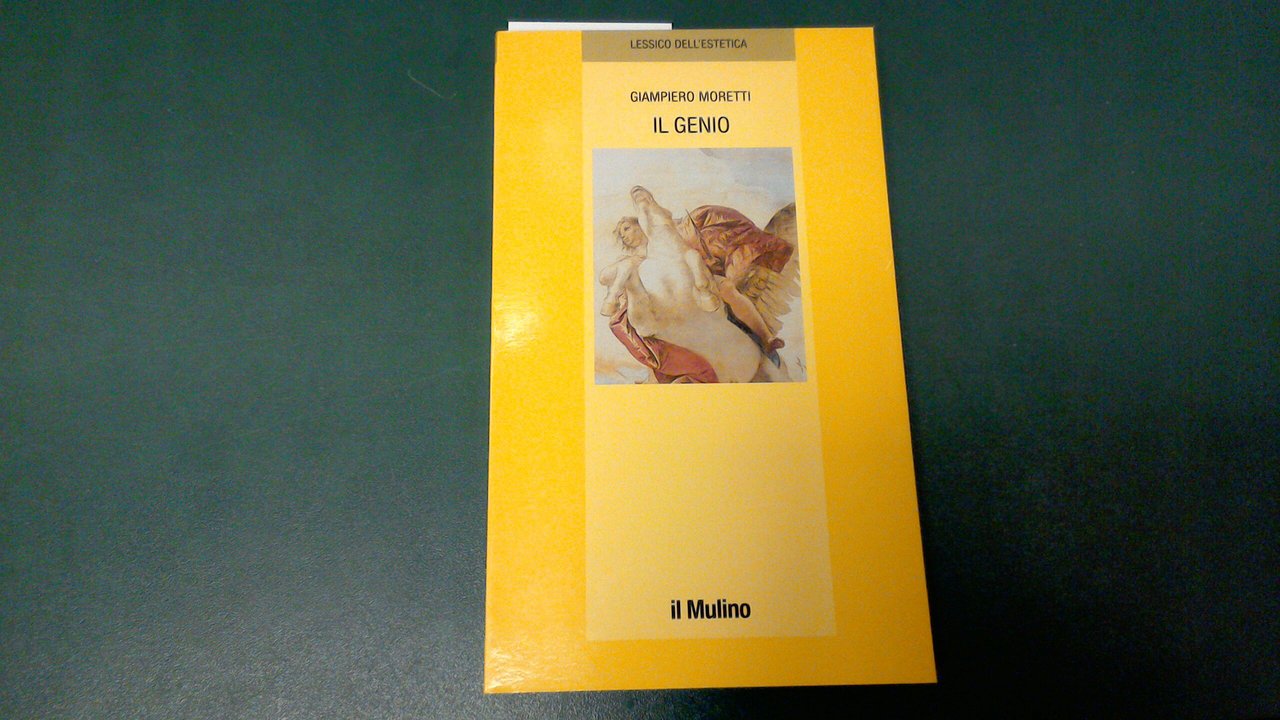 LESSICO DELL'ESTETICA
GIAMPIERO MORETTI
IL GENIO
il Mulino